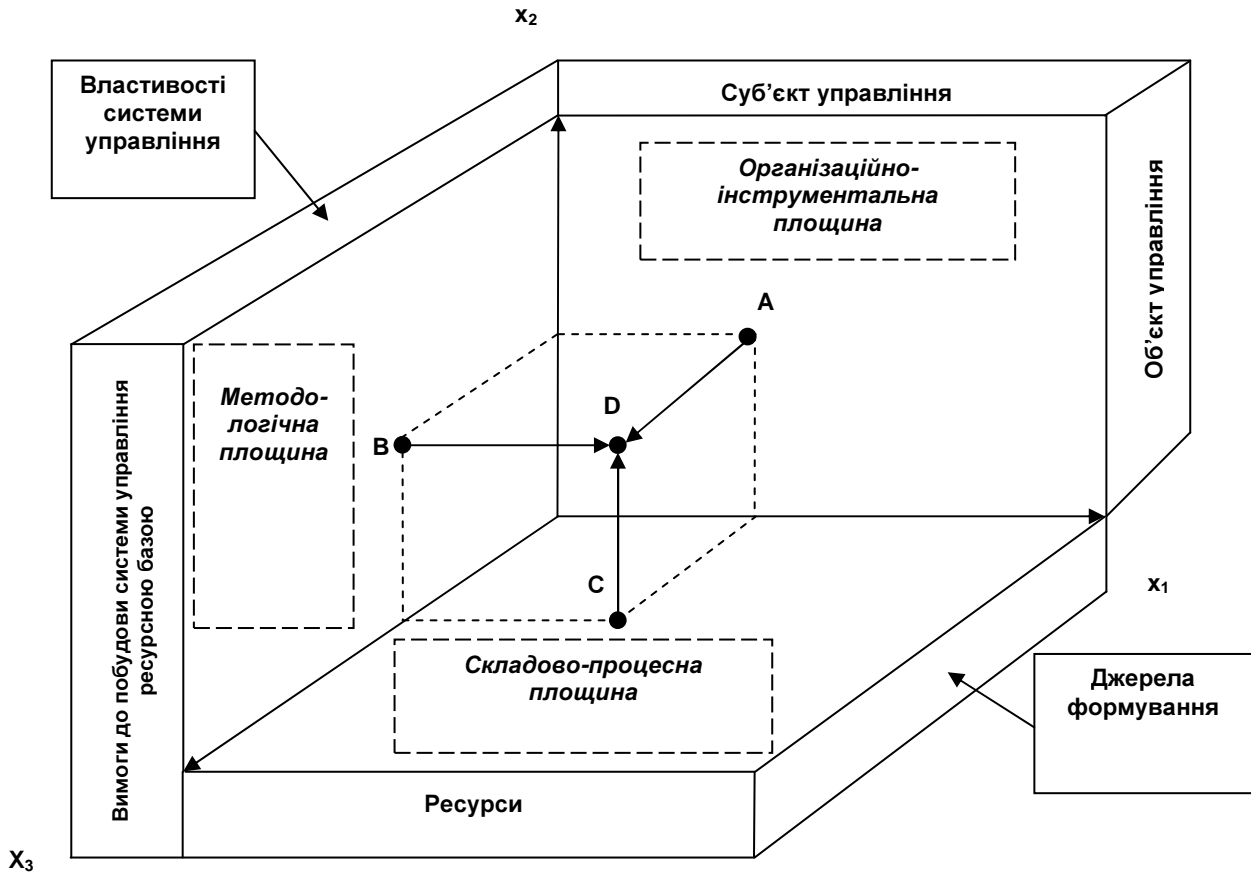 x₂
Властивості
системи
управління
Суб’єкт управління
Організаційно-
інструментальна
площина
Об’єкт управління
A
Методо-
логічна
площина
D
B
Вимоги до побудови системи управління
ресурсною базою
C
x₁
Складово-процесна
площина
Джерела
формування
Ресурси
X₃